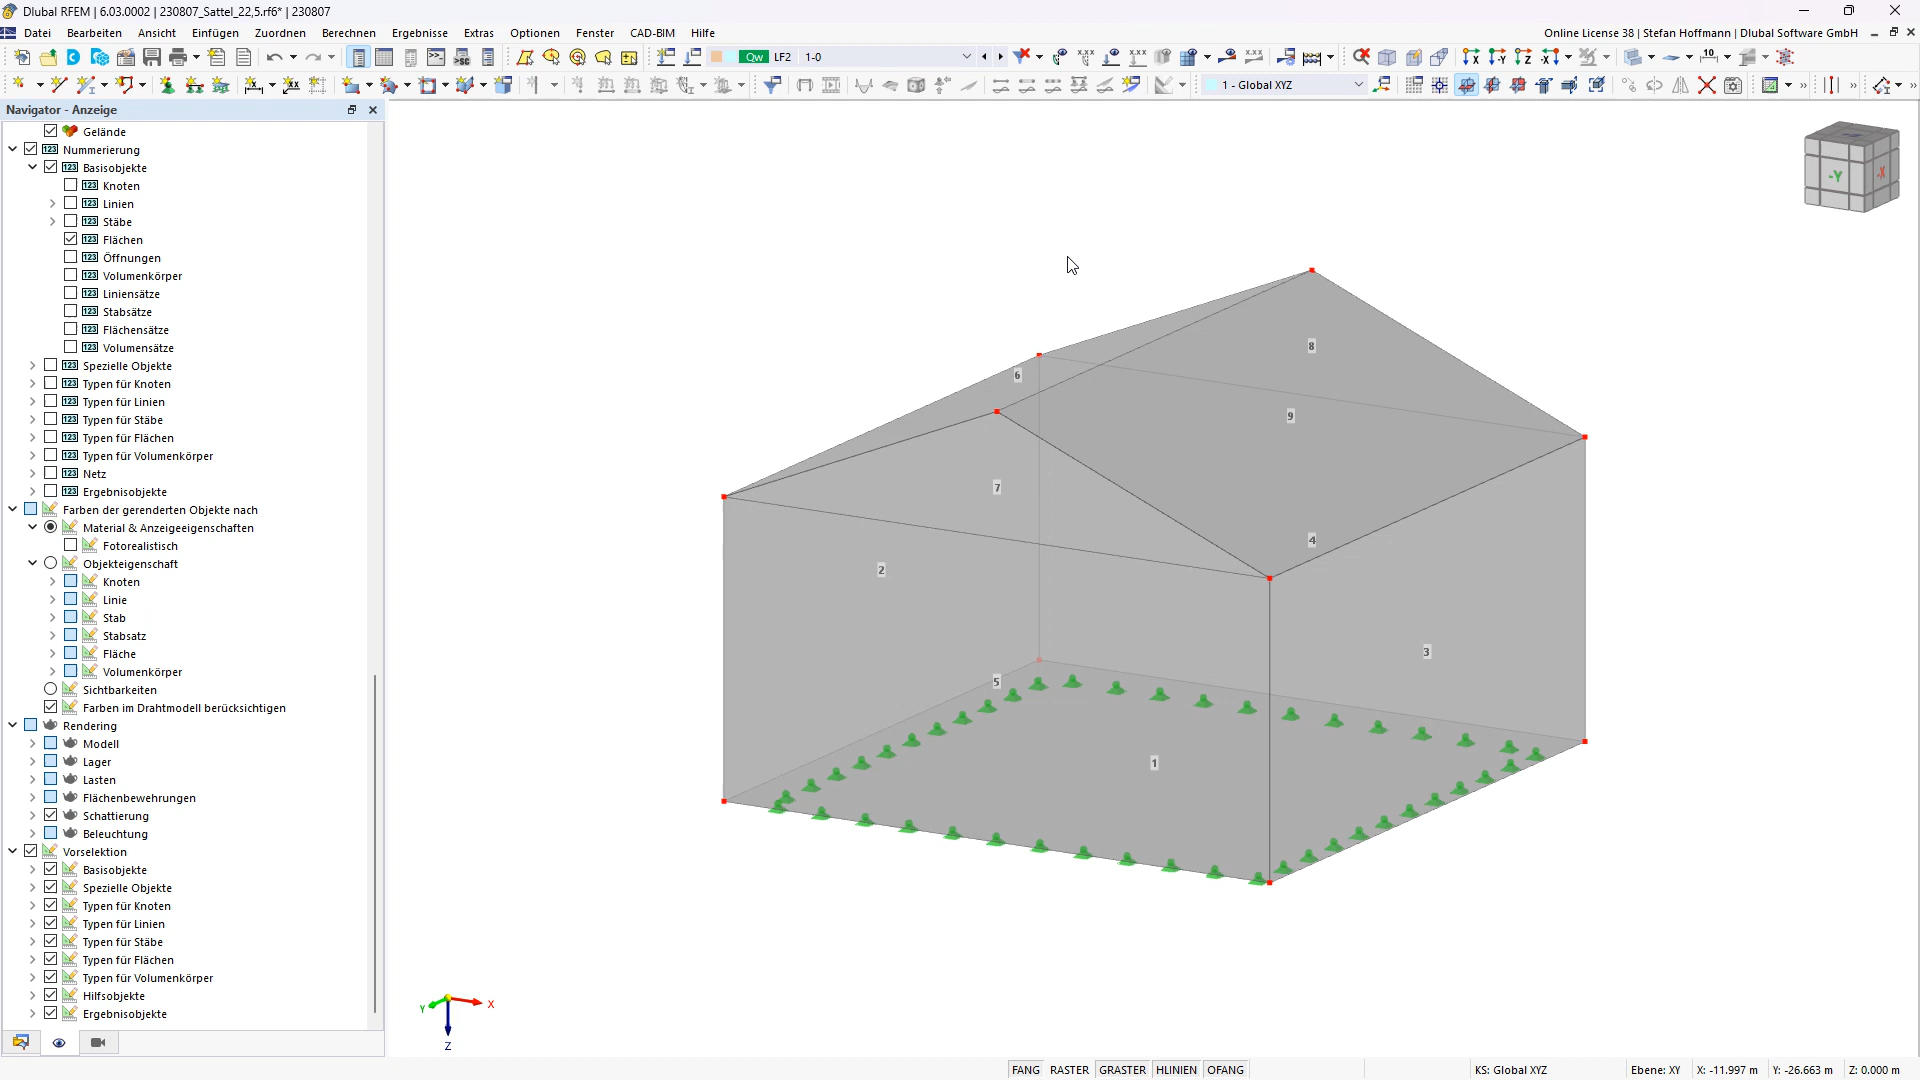 Dlubal RFEM | 6.03.0002 | 230807_Sattel_22,5.rf6* | 230807
Datei Bearbeiten Ansicht Einfügen Zuordnen Berechnen Ergebnisse Extras Optionen Fenster CAD-BIM Hilfe
Online License 38 | Stefan Hoffmann | Dlubal Software GmbH
Qw LF2 1-0
1 - Global XYZ
Navigator - Anzeige
Gelände
Nummerierung
Basisobjekte
Knoten
Linien
Stäbe
Flächen
Öffnungen
Volumenkörper
Liniensätze
Stabsätze
Flächensätze
Volumensätze
Spezielle Objekte
Typen für Knoten
Typen für Linien
Typen für Stäbe
Typen für Flächen
Typen für Volumenkörper
Netz
Ergebnisobjekte
Farben der gerenderten Objekte nach
Material & Anzeigeeigenschaften
Fotorealistisch
Objekteigenschaft
Knoten
Linie
Stab
Stabsatz
Fläche
Volumenkörper
Sichtbarkeiten
Farben im Drahtmodell berücksichtigen
Rendering
Modell
Lager
Lasten
Flächenbewehrungen
Schattierung
Beleuchtung
Vorselektion
Basisobjekte
Spezielle Objekte
Typen für Knoten
Typen für Linien
Typen für Stäbe
Typen für Flächen
Typen für Volumenkörper
Hilfsobjekte
Ergebnisobjekte
-Y
-X
8
6
9
7
4
2
3
5
1
X
Y
Z
FANG RASTER GRASTER HLINIEN OFANG
KS: Global XYZ
Ebene: XY
X: -11.997 m
Y: -26.663 m
Z: 0.000 m